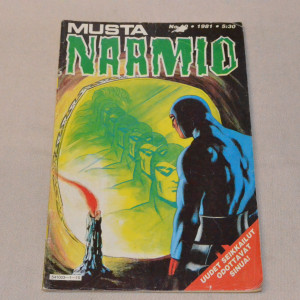 MUSTA
No. 10 • 1981 • 5:30
NAAMIO
UUDET SEIKKAILUT
ODOTTAVAT
SINUA!